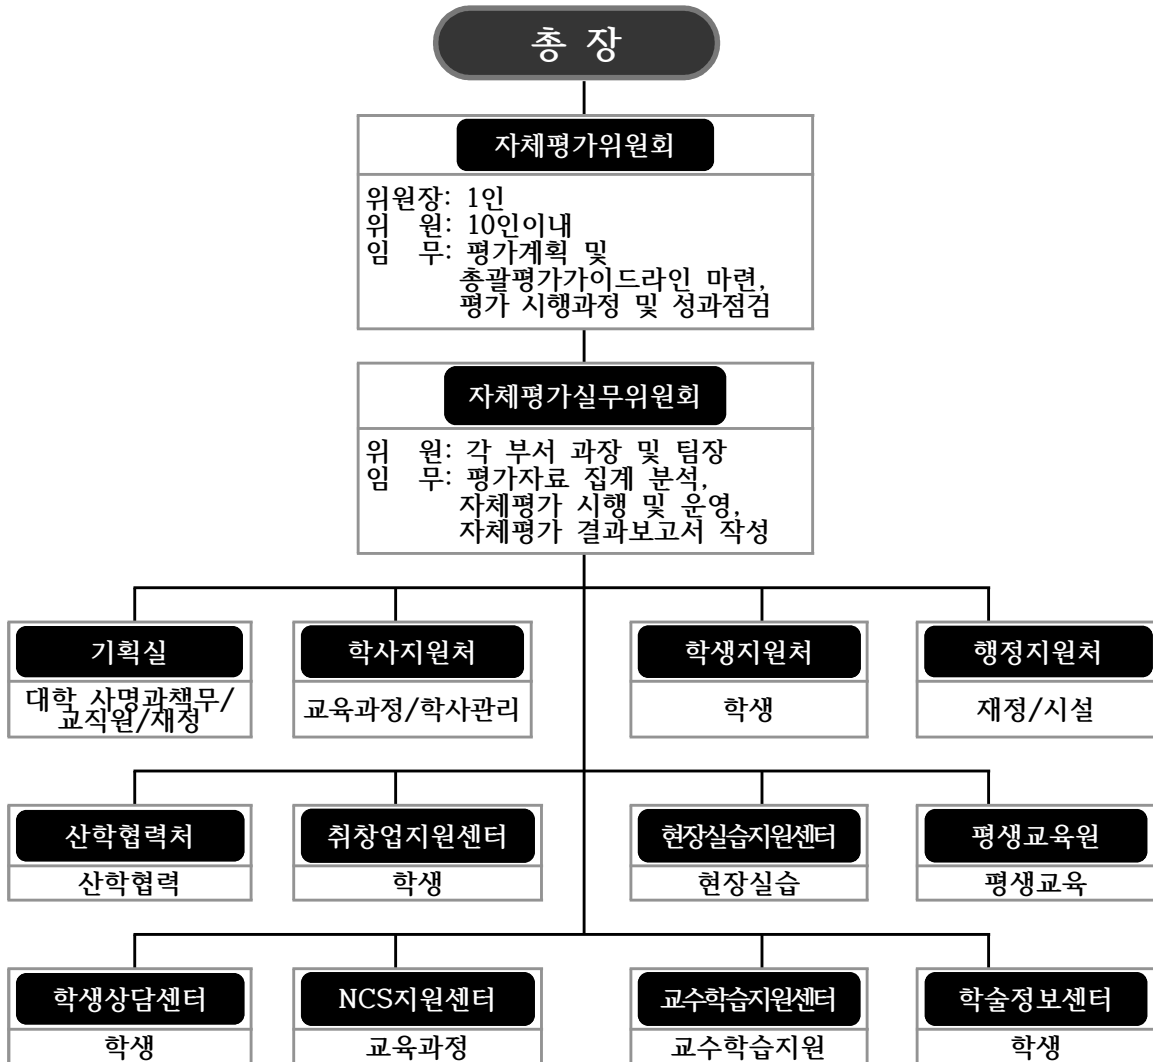 총 장
자체평가위원회
위원장: 1인
위 원: 10인이내
임 무: 평가계획 및
총괄평가가이드라인 마련,
평가 시행과정 및 성과점검
자체평가실무위원회
위 원: 각 부서 과장 및 팀장
임 무: 평가자료 집계 분석,
자체평가 시행 및 운영,
자체평가 결과보고서 작성
기획실
대학 사명과책무/
교직원/재정
학사지원처
교육과정/학사관리
학생지원처
학생
행정지원처
재정/시설
산학협력처
산학협력
취창업지원센터
학생
현장실습지원센터
현장실습
평생교육원
평생교육
학생상담센터
학생
NCS지원센터
교육과정
교수학습지원센터
교수학습지원
학술정보센터
학생